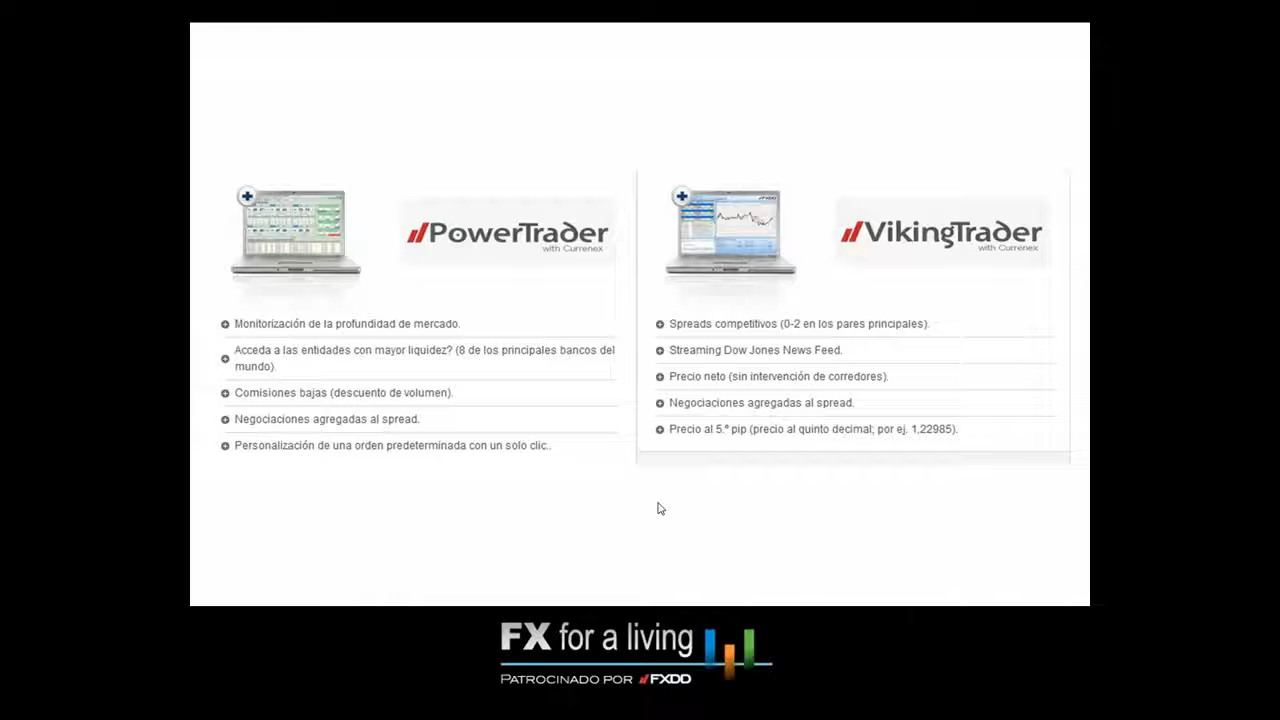 PowerTrader
with Currenex
Monitorización de la profundidad de mercado.
Acceda a las entidades con mayor liquidez? (8 de los principales bancos del
mundo).
Comisiones bajas (descuento de volumen).
Negociaciones agregadas al spread.
Personalización de una orden predeterminada con un solo clic..
FXDD
VikingTrader
with Currenex
Spreads competitivos (0-2 en los pares principales).
Streaming Dow Jones News Feed.
Precio neto (sin intervención de corredores).
Negociaciones agregadas al spread.
Precio al 5.º pip (precio al quinto decimal; por ej. 1,22985).
FX for a living
PATROCINADO POR FXDD